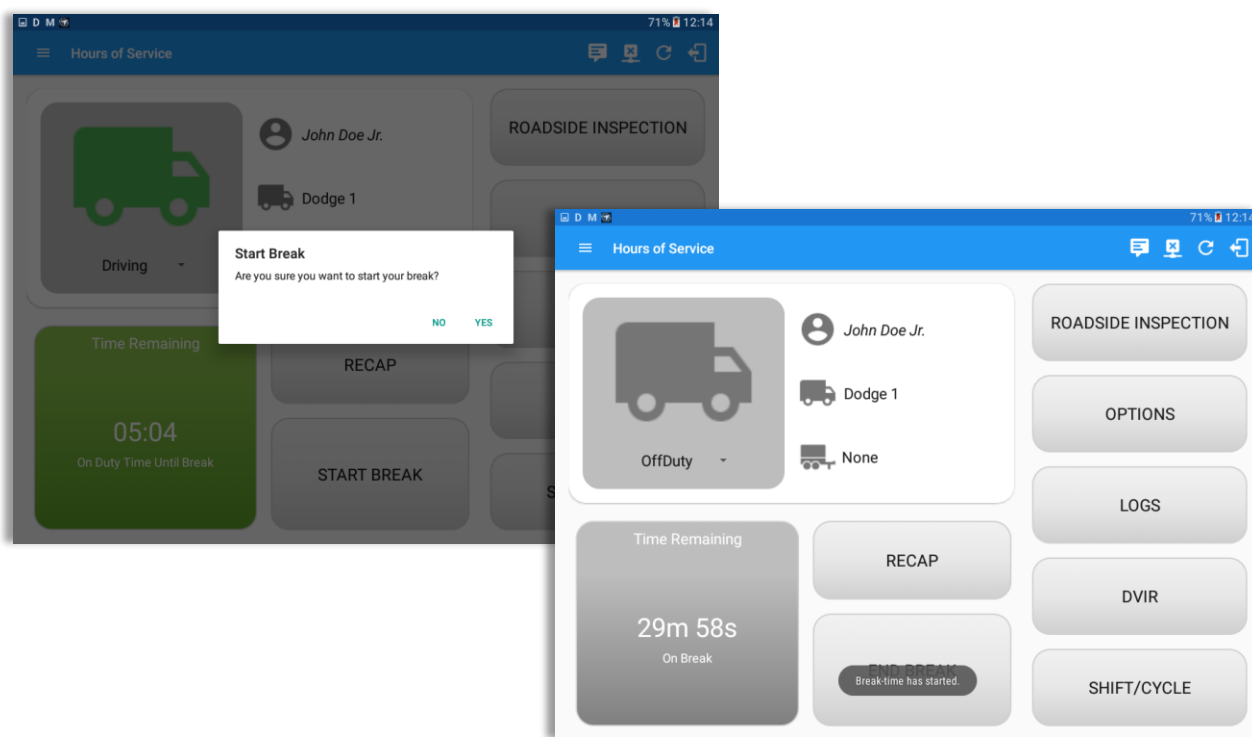 D M
71% 12:14
Hours of Service
John Doe Jr.
ROADSIDE INSPECTION
Dodge 1
Driving
Start Break
Are you sure you want to start your break?
NO YES
Time Remaining
RECAP
05:04
On Duty Time Until Break
START BREAK
S
D M
71% 12:14
Hours of Service
John Doe Jr.
ROADSIDE INSPECTION
Dodge 1
OPTIONS
OffDuty
None
LOGS
Time Remaining
RECAP
DVIR
29m 58s
On Break
END BREAK
Break-time has started.
SHIFT/CYCLE